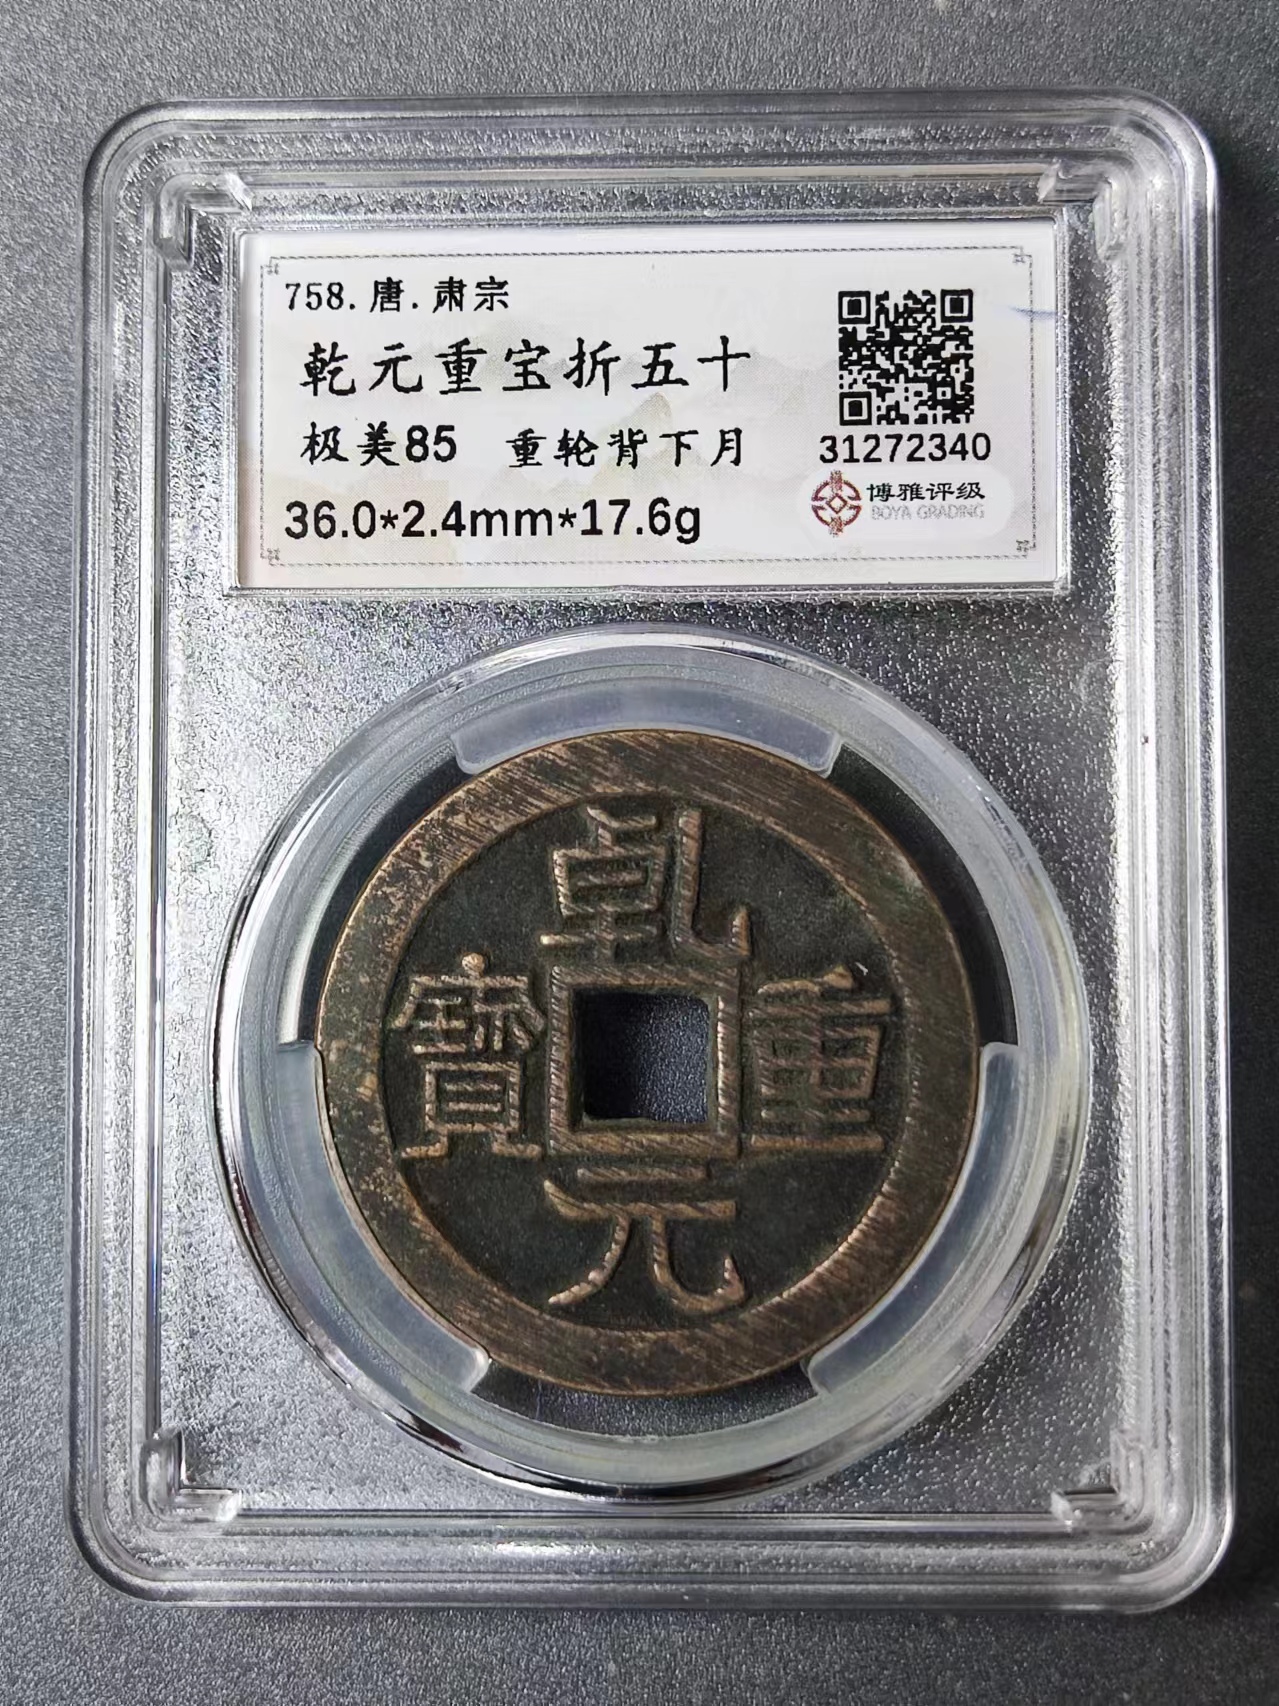 758.唐.肃宗
乾元重宝折五十
极美85 重轮背下月
36.0*2.4mm*17.6g
31272340
博雅评级
BOYA GRADING
乾元重寶